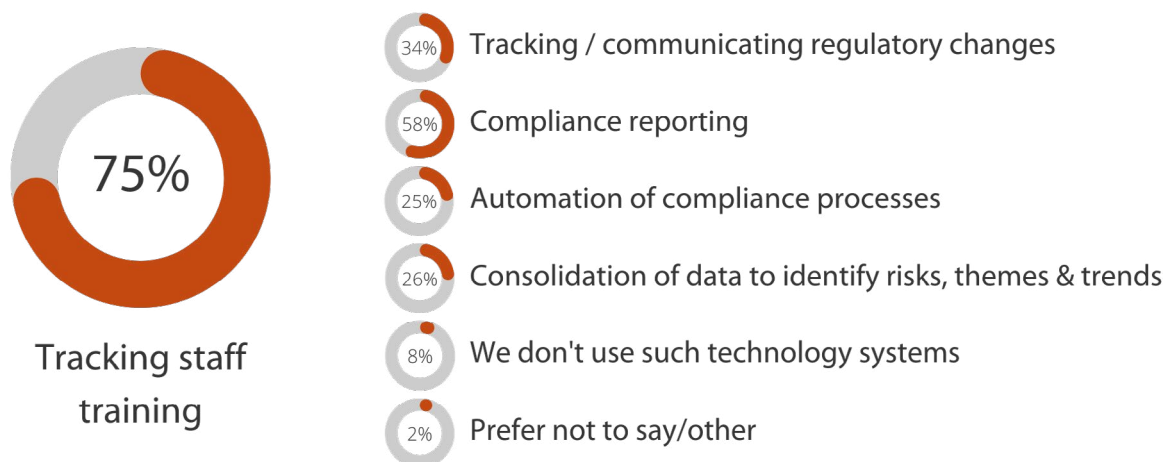 75%
Tracking staff
training
34% Tracking / communicating regulatory changes
58% Compliance reporting
25% Automation of compliance processes
26% Consolidation of data to identify risks, themes & trends
8% We don't use such technology systems
2% Prefer not to say/other